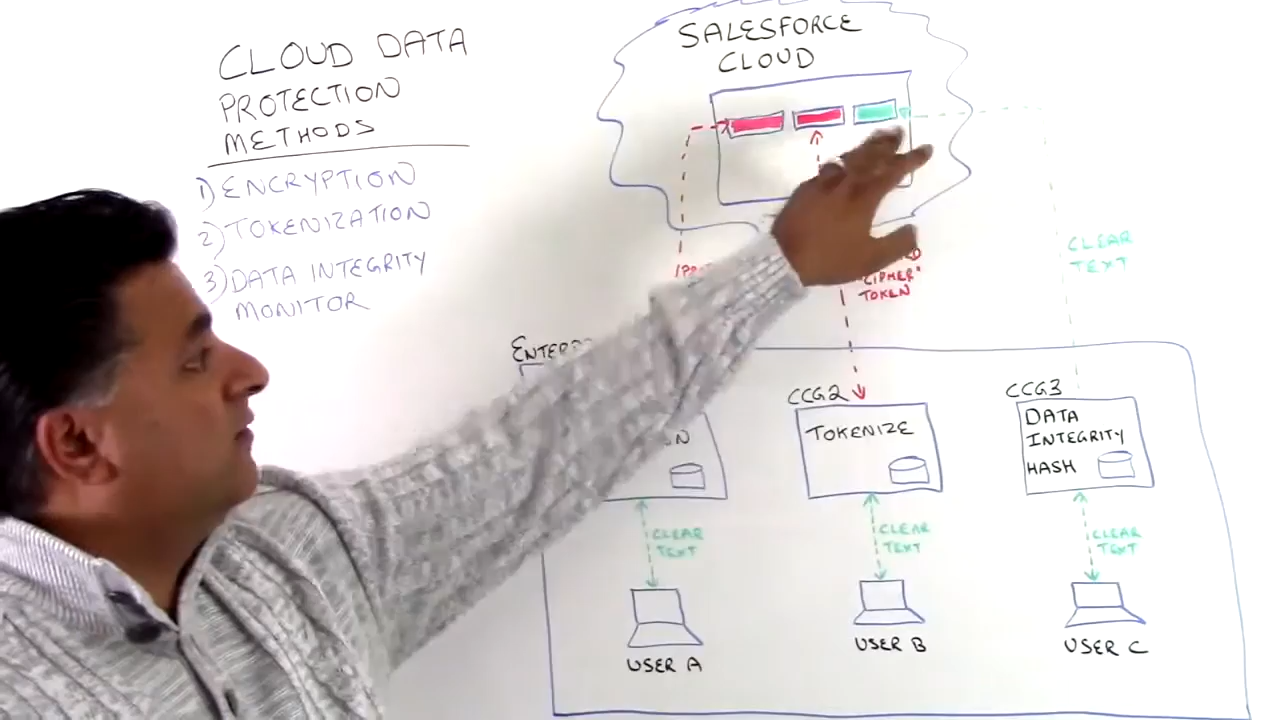 CLOUD DATA
PROTECTION
METHODS
1) ENCRYPTION
2) TOKENIZATION
3) DATA INTEGRITY
MONITOR
SALESFORCE
CLOUD
CLEAR
TEXT
CIPHER"
TOKEN
CCG2
TOKENIZE
CCG3
DATA
INTEGRITY
HASH
CLEAR
TEXT
CLEAR
TEXT
CLEAR
TEXT
USER A
USER B
USER C